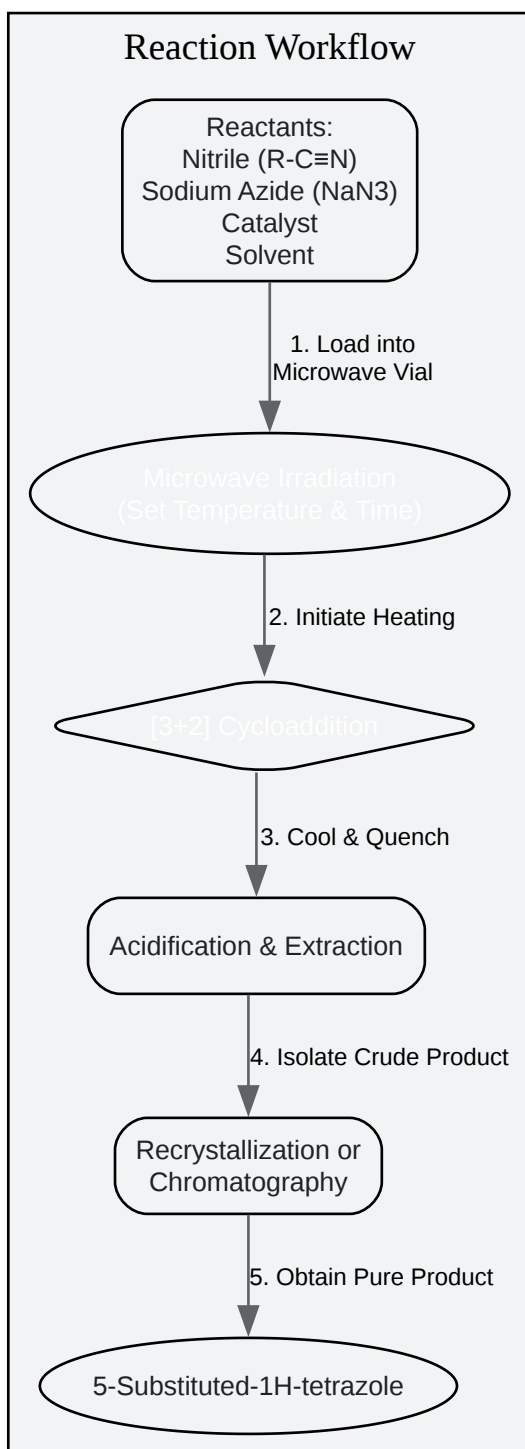 Reaction Workflow
Reactants:
Nitrile (R-C≡N)
Sodium Azide (NaN3)
Catalyst
Solvent
1. Load into
Microwave Vial
Microwave Irradiation
(Set Temperature & Time)
2. Initiate Heating
[3+2] Cycloaddition
3. Cool & Quench
Acidification & Extraction
4. Isolate Crude Product
Recrystallization or
Chromatography
5. Obtain Pure Product
5-Substituted-1H-tetrazole